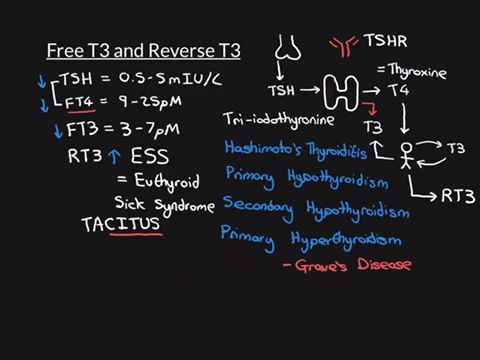 Free T3 and Reverse T3
TSH = 0.5-5mIU/L
FT4 = 9-25pM
FT3 = 3-7pM
RT3 ↑ ESS
= Euthyroid
Sick Syndrome
TACITUS
TSHR
= Thyroxine
TSH
T4
Tri-iodothyronine
T3
Hashimoto's Thyroiditis
T3
Primary Hypothyroidism
RT3
Secondary Hypothyroidism
Primary Hyperthyroidism
- Grave's Disease